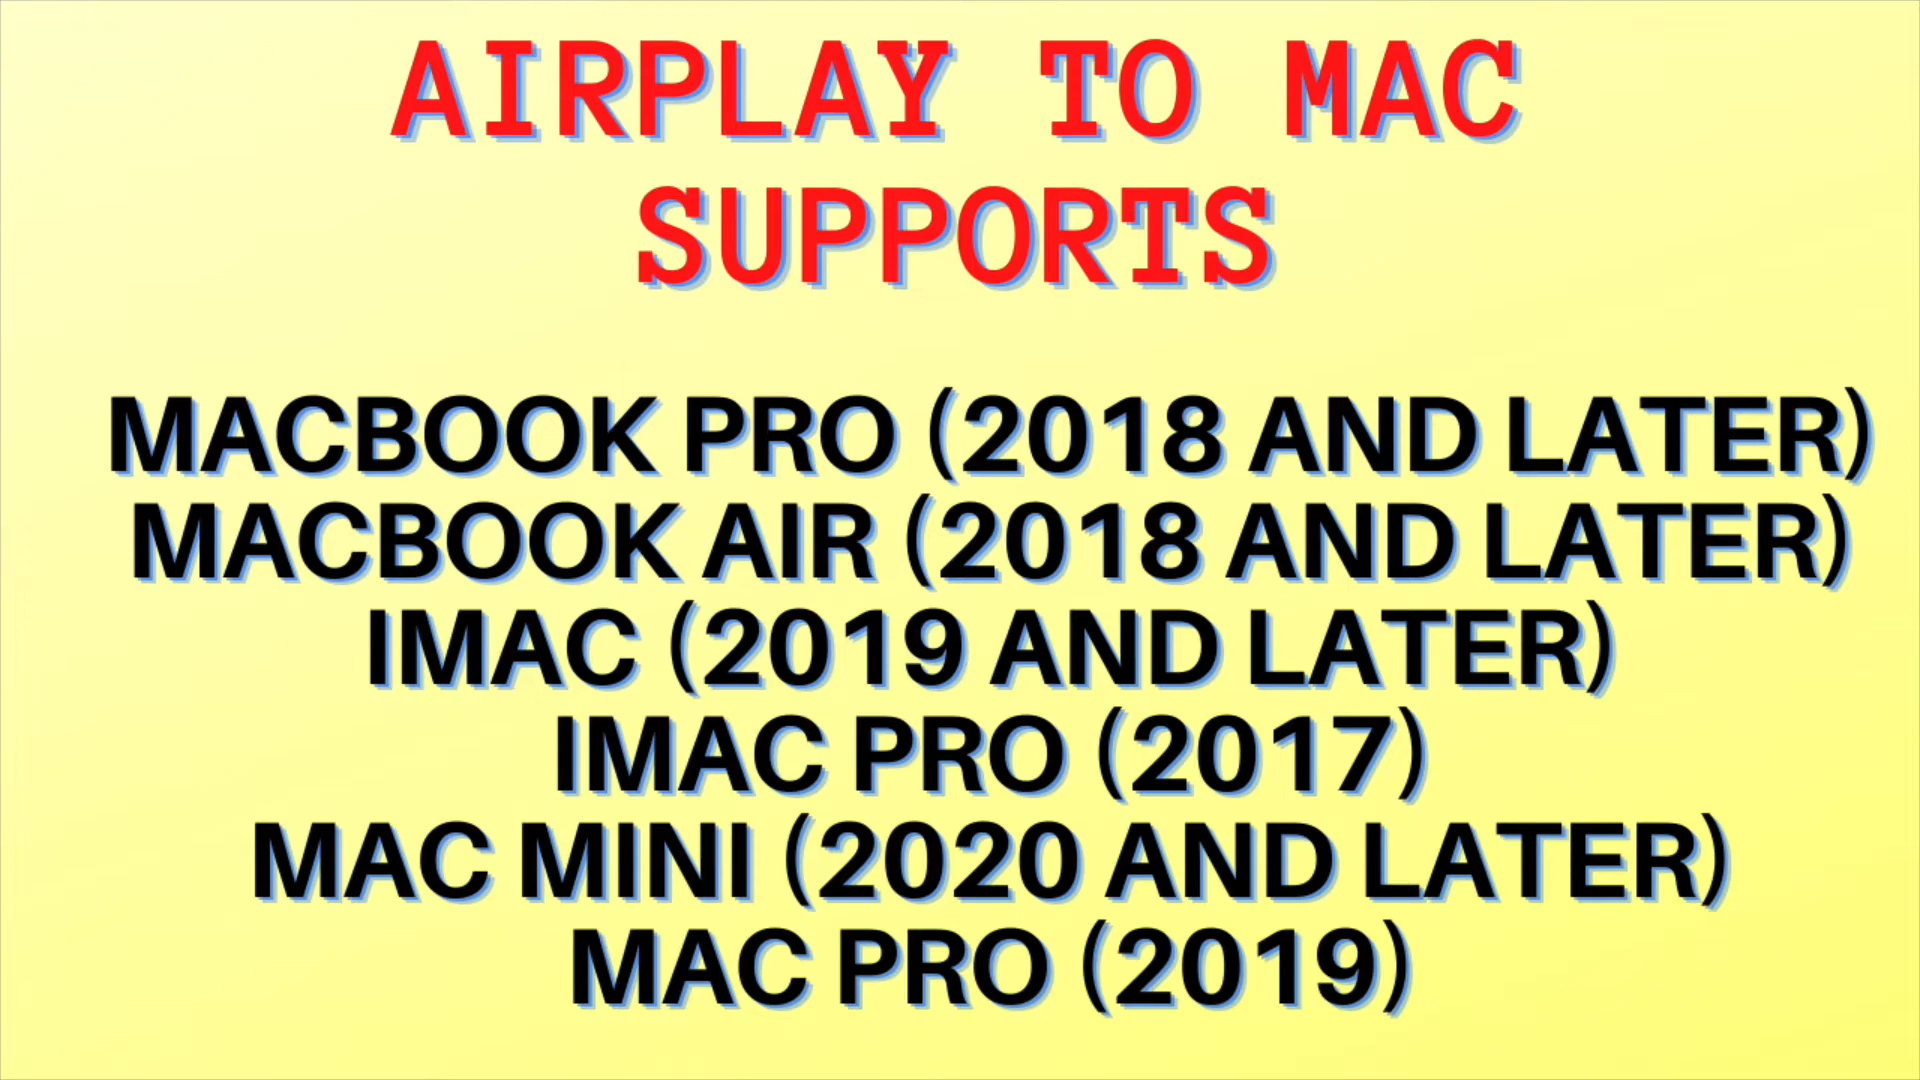 AIRPLAY TO MAC
SUPPORTS
MACBOOK PRO (2018 AND LATER)
MACBOOK AIR (2018 AND LATER)
IMAC (2019 AND LATER)
IMAC PRO (2017)
MAC MINI (2020 AND LATER)
MAC PRO (2019)